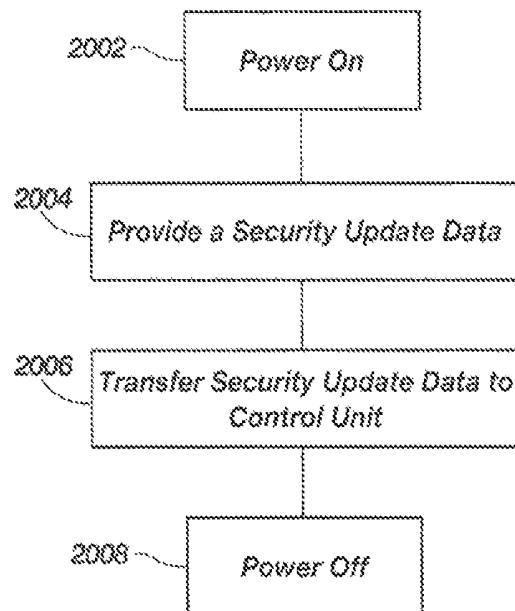 2002
Power On
2004
Provide a Security Update Data
2006
Transfer Security Update Data to
Control Unit
2008
Power Off